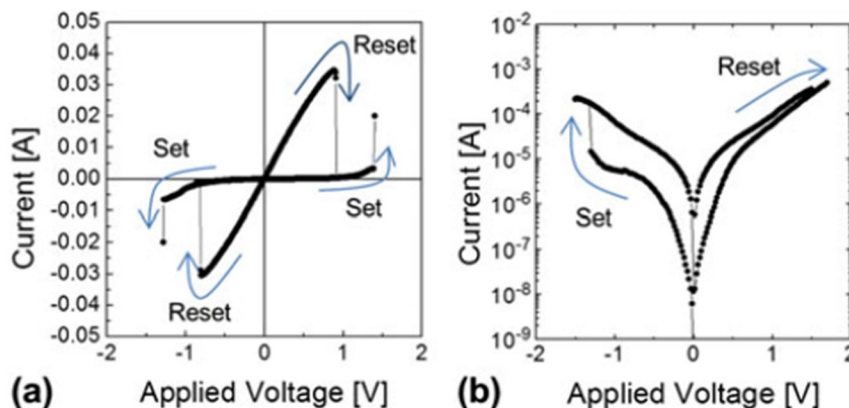 0.05
0.04
0.03
0.02
0.01
0.00
-0.01
-0.02
-0.03
-0.04
-0.05
Current [A]
Reset
Set
Set
Reset
-2 -1 0 1 2
(a) Applied Voltage [V]
10-2
10-3
10-4
10-5
10-6
10-7
10-8
10-9
Current [A]
Reset
Set
-2 -1 0 1 2
(b) Applied Voltage [V]